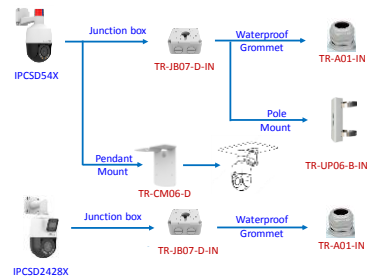 Junction box
Waterproof
Grommet
IPCSD54X
TR-JB07-D-IN
TR-A01-IN
Pole
Mount
Pendant
Mount
TR-UP06-B-IN
TR-CM06-D
Junction box
Waterproof
Grommet
TR-JB07-D-IN
TR-A01-IN
IPCSD2428X